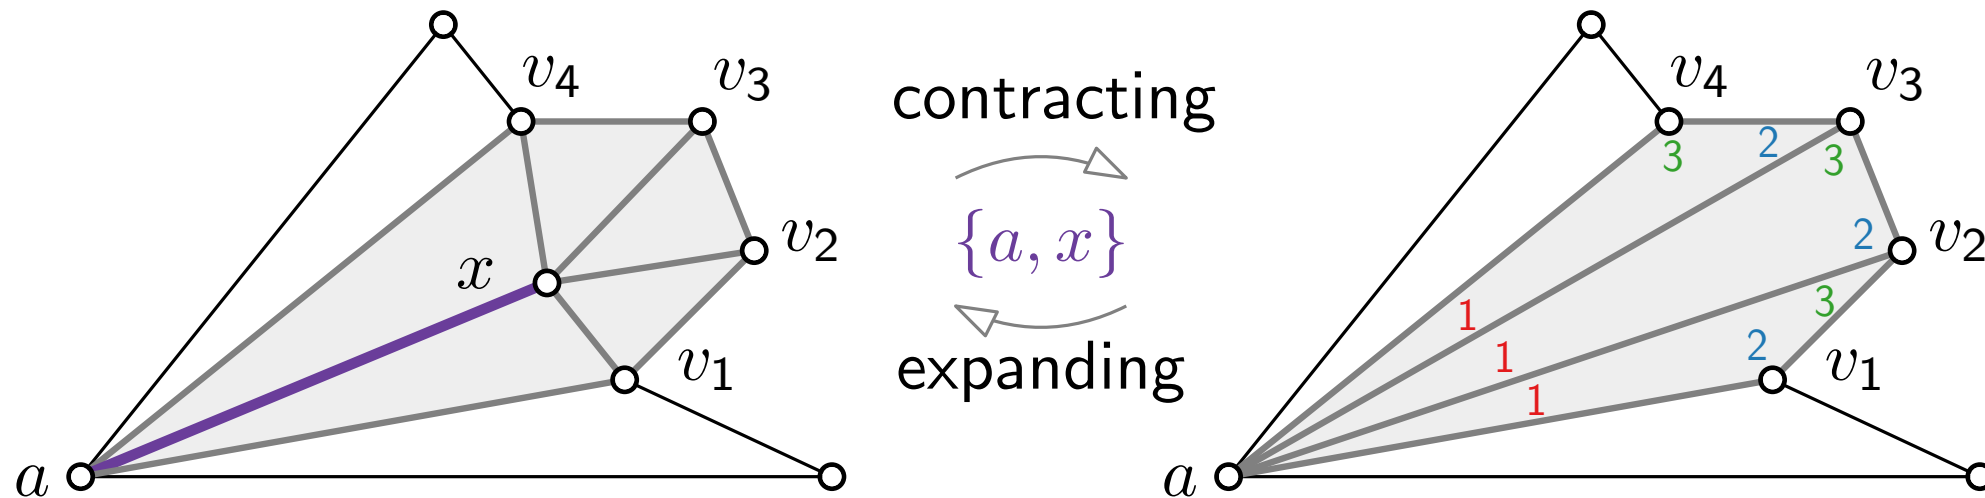 v₄
v₃
x
v₂
v₁
a
contracting
{a, x}
expanding
v₄
v₃
3
2
3
2
v₂
1
3
1
2
v₁
1
a